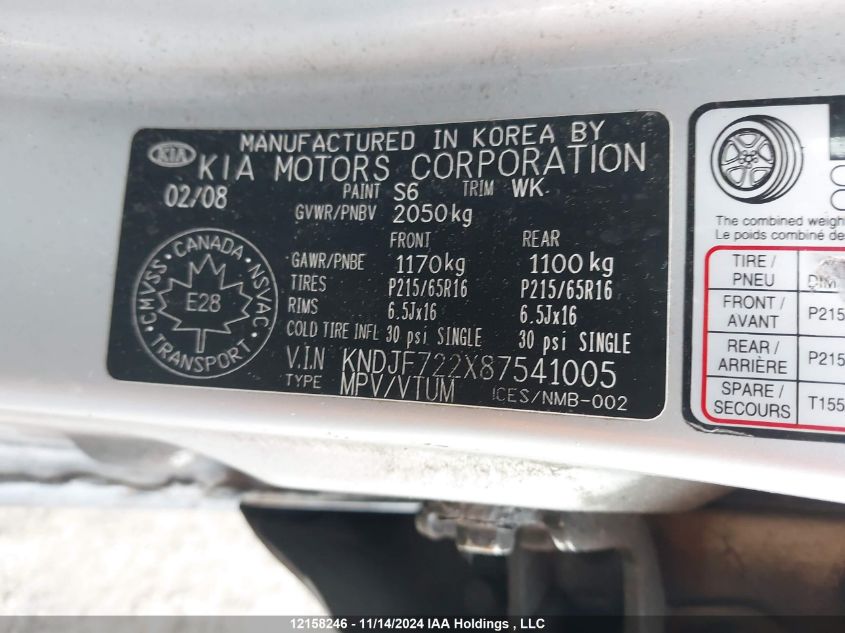 MANUFACTURED IN KOREA BY
KIA KIA MOTORS CORPORATION
02/08 PAINT S6 TRIM WK
GVWR/PNBV 2050kg
FRONT REAR
GAWR/PNBE 1170kg 1100kg
TIRES P215/65R16 P215/65R16
RIMS 6.5Jx16 6.5Jx16
COLD TIRE INFL 30 psi SINGLE 30 psi SINGLE
V.I.N KNDJF722X87541005
TYPE MPV/VTUM ICES/NMB-002
CMVSS · CANADA · NSVAC
E28
TRANSPORT
The combined weigh
Le poids combiné de
TIRE /
PNEU DIM
FRONT / P215
AVANT
REAR / P215
ARRIÈRE
SPARE / T155
SECOURS
12158246 - 11/14/2024 IAA Holdings , LLC